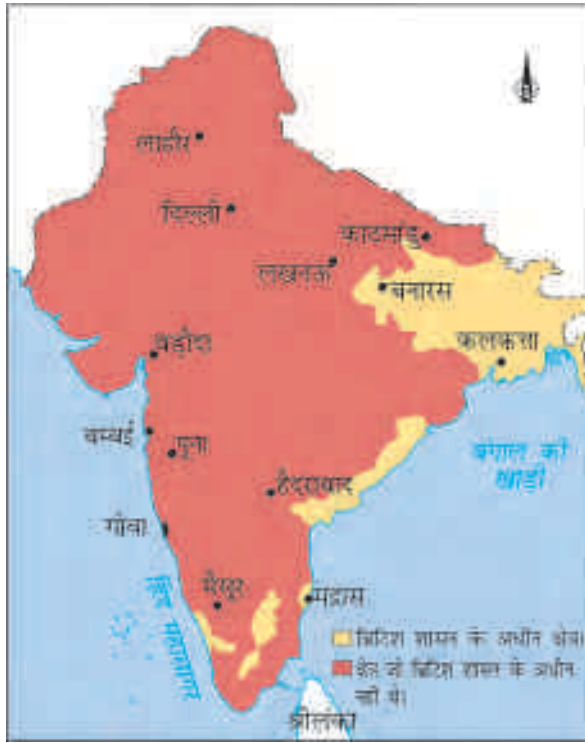 लाहौर
दिल्ली
काठमांडु
लखनऊ
बनारस
कलकत्ता
बड़ौदा
बम्बई
पूना
बंगाल की
खाड़ी
हैदराबाद
गोवा
मैसूर
मद्रास
हिंद महासागर
ब्रिटिश शासन के अधीन क्षेत्र।
क्षेत्र जो ब्रिटिश शासन के अधीन
नहीं थे।
श्रीलंका